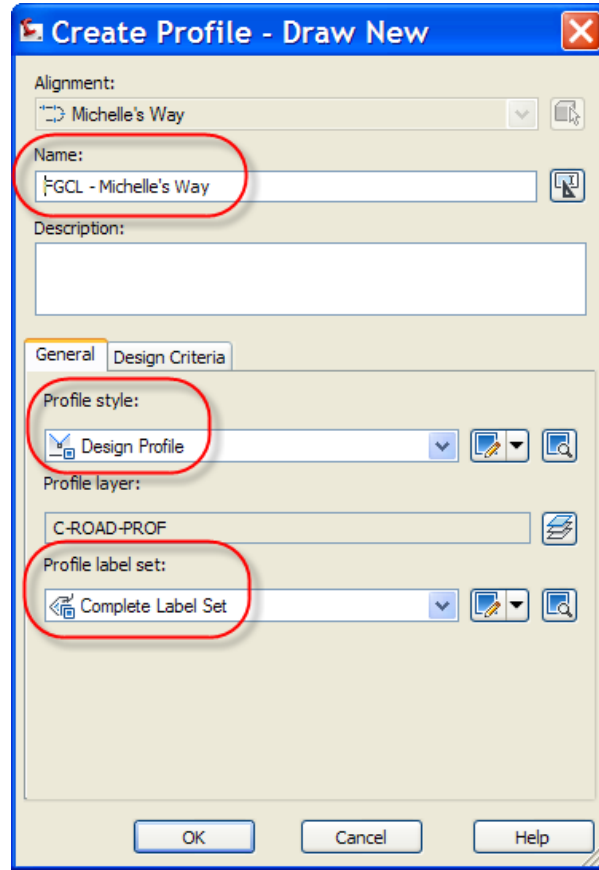 Create Profile - Draw New
Alignment:
Michelle's Way
Name:
FGCL - Michelle's Way
Description:
General Design Criteria
Profile style:
Design Profile
Profile layer:
C-ROAD-PROF
Profile label set:
Complete Label Set
OK Cancel Help